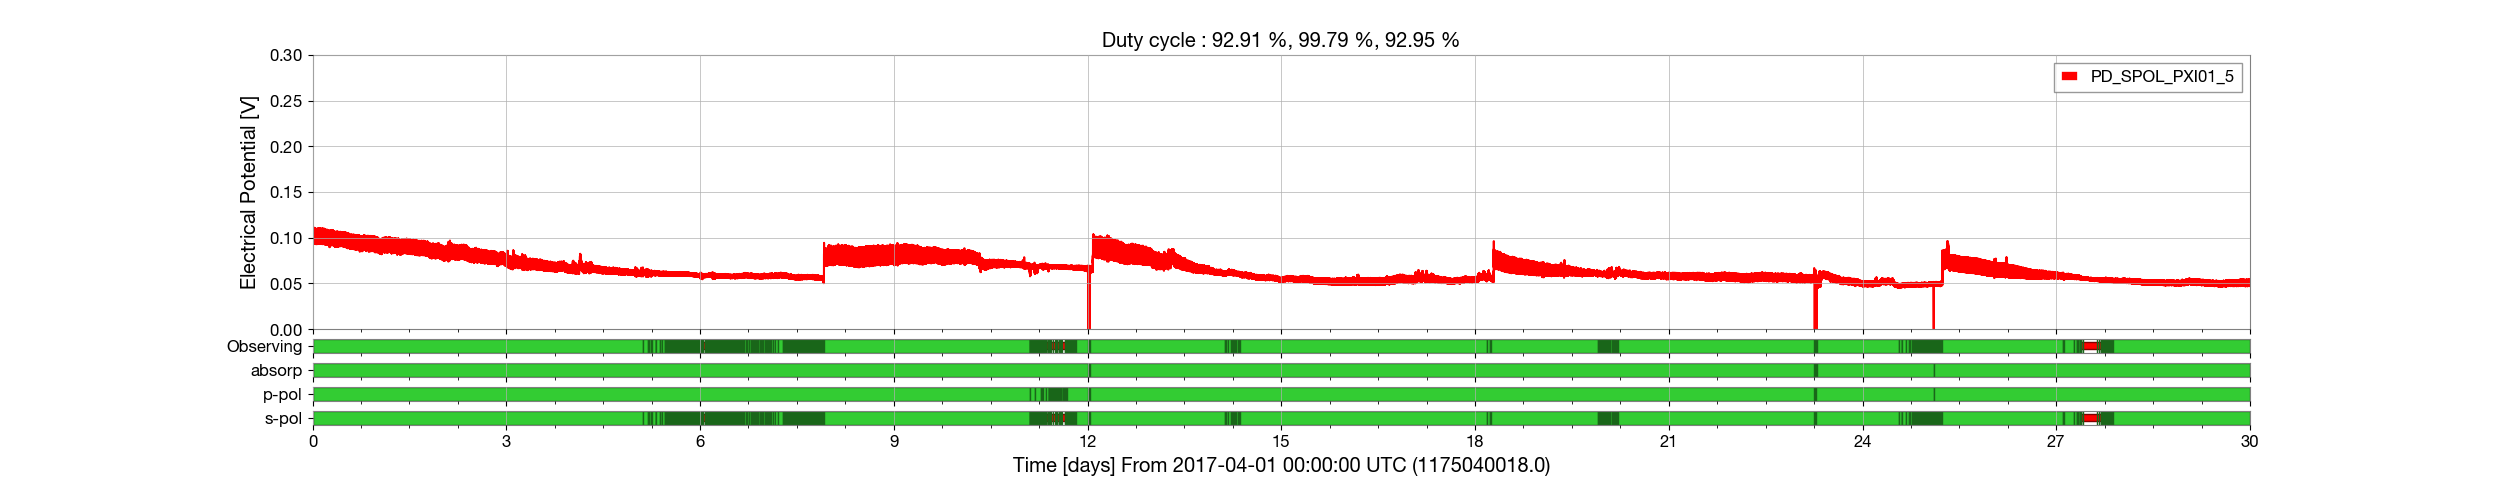 Duty cycle : 92.91 %, 99.79 %, 92.95 %
0.30
0.25
0.20
0.15
0.10
0.05
0.00
Electrical Potential [V]
PD_SPOL_PXI01_5
Observing
absorp
p-pol
s-pol
0 3 6 9 12 15 18 21 24 27 30
Time [days] From 2017-04-01 00:00:00 UTC (1175040018.0)